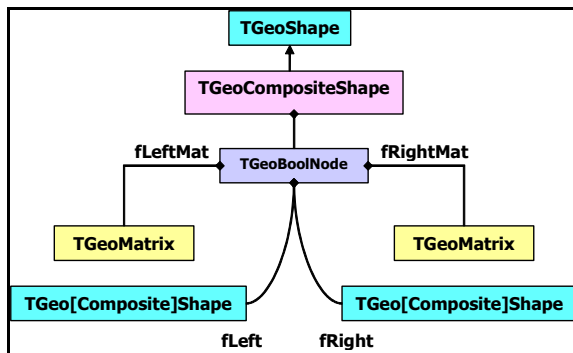 TGeoShape
TGeoCompositeShape
fLeftMat
TGeoBoolNode
fRightMat
TGeoMatrix
TGeoMatrix
TGeo[Composite]Shape
TGeo[Composite]Shape
fLeft
fRight